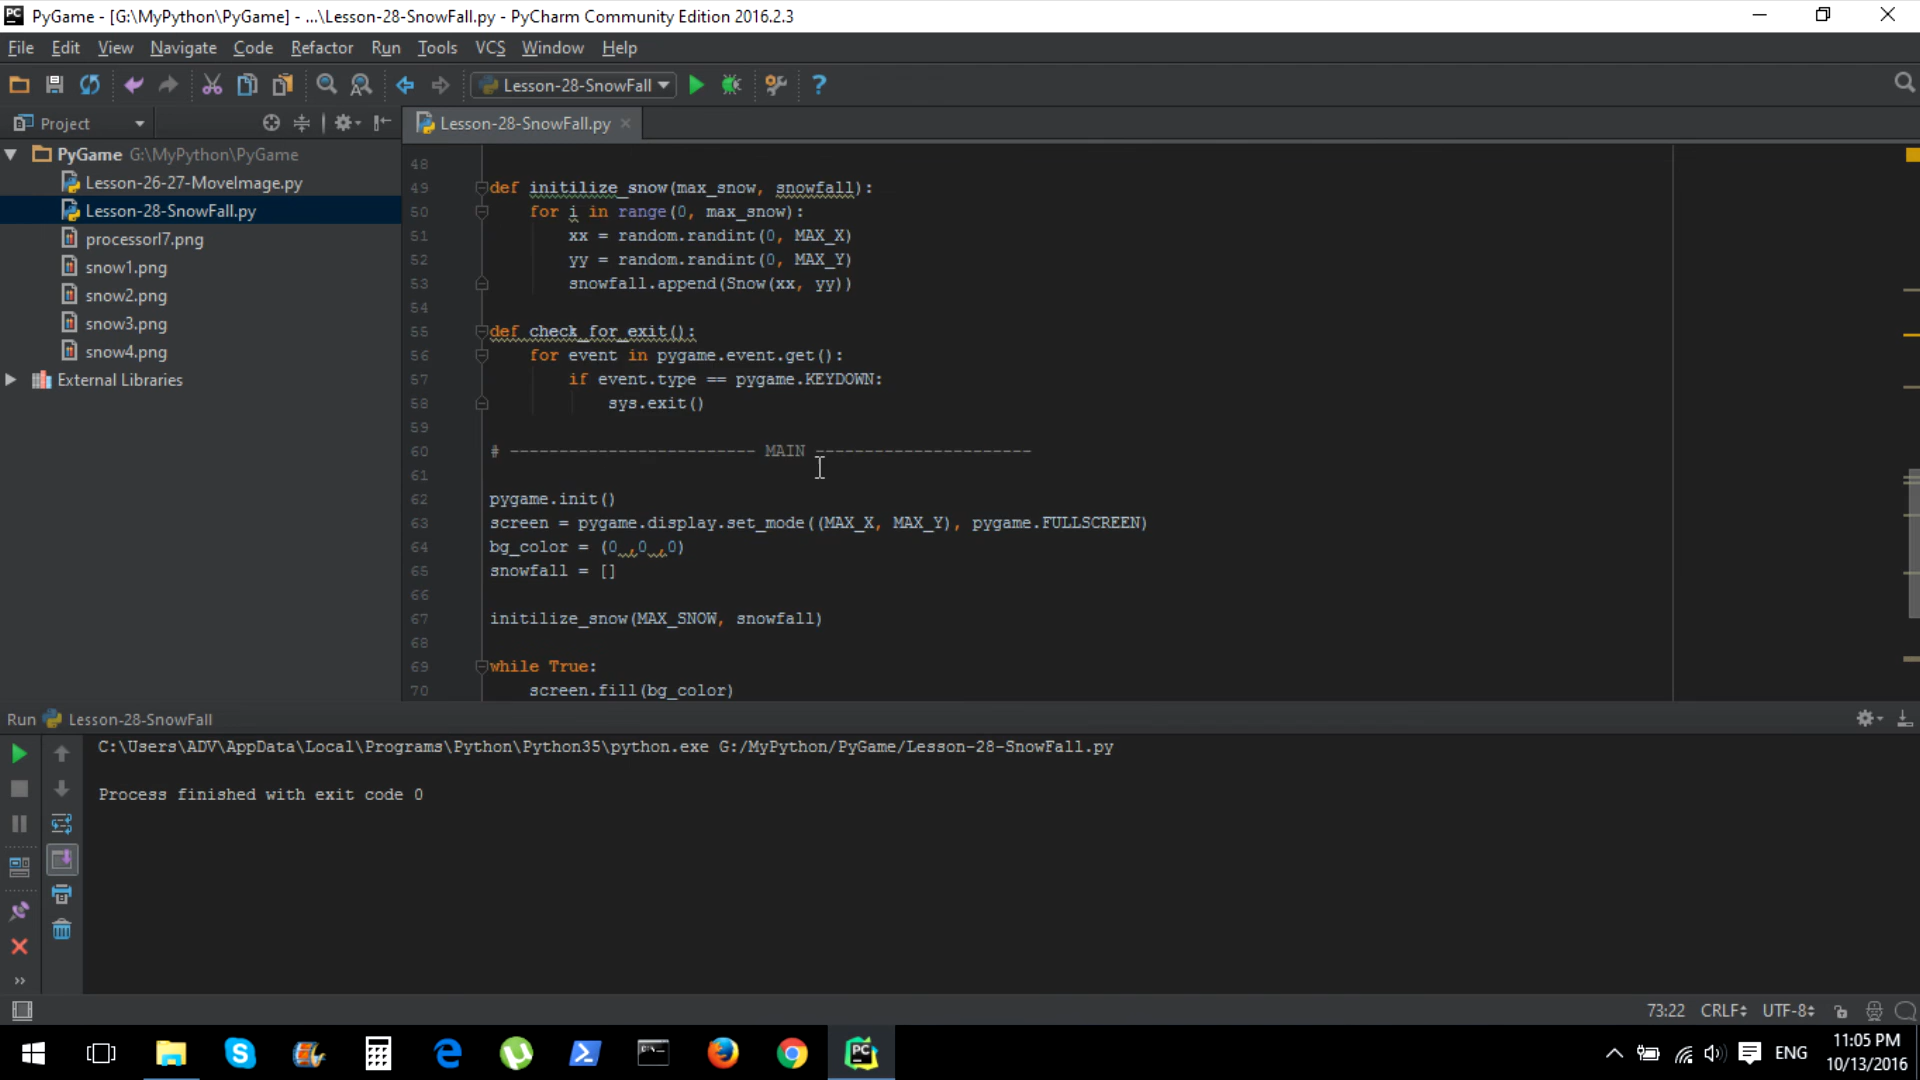 PyGame - [G:\MyPython\PyGame] - ...\Lesson-28-SnowFall.py - PyCharm Community Edition 2016.2.3
File Edit View Navigate Code Refactor Run Tools VCS Window Help
Lesson-28-SnowFall
Project
Lesson-28-SnowFall.py
PyGame G:\MyPython\PyGame
Lesson-26-27-MoveImage.py
Lesson-28-SnowFall.py
processorI7.png
snow1.png
snow2.png
snow3.png
snow4.png
External Libraries
48
49 def initilize_snow(max_snow, snowfall):
50 for i in range(0, max_snow):
51 xx = random.randint(0, MAX_X)
52 yy = random.randint(0, MAX_Y)
53 snowfall.append(Snow(xx, yy))
54
55 def check_for_exit():
56 for event in pygame.event.get():
57 if event.type == pygame.KEYDOWN:
58 sys.exit()
59
60 # ------------------------- MAIN ----------------------
61
62 pygame.init()
63 screen = pygame.display.set_mode((MAX_X, MAX_Y), pygame.FULLSCREEN)
64 bg_color = (0 ,0 ,0)
65 snowfall = []
66
67 initilize_snow(MAX_SNOW, snowfall)
68
69 while True:
70 screen.fill(bg_color)
Run Lesson-28-SnowFall
C:\Users\ADV\AppData\Local\Programs\Python\Python35\python.exe G:/MyPython/PyGame/Lesson-28-SnowFall.py
Process finished with exit code 0
73:22 CRLF UTF-8
ENG
11:05 PM
10/13/2016